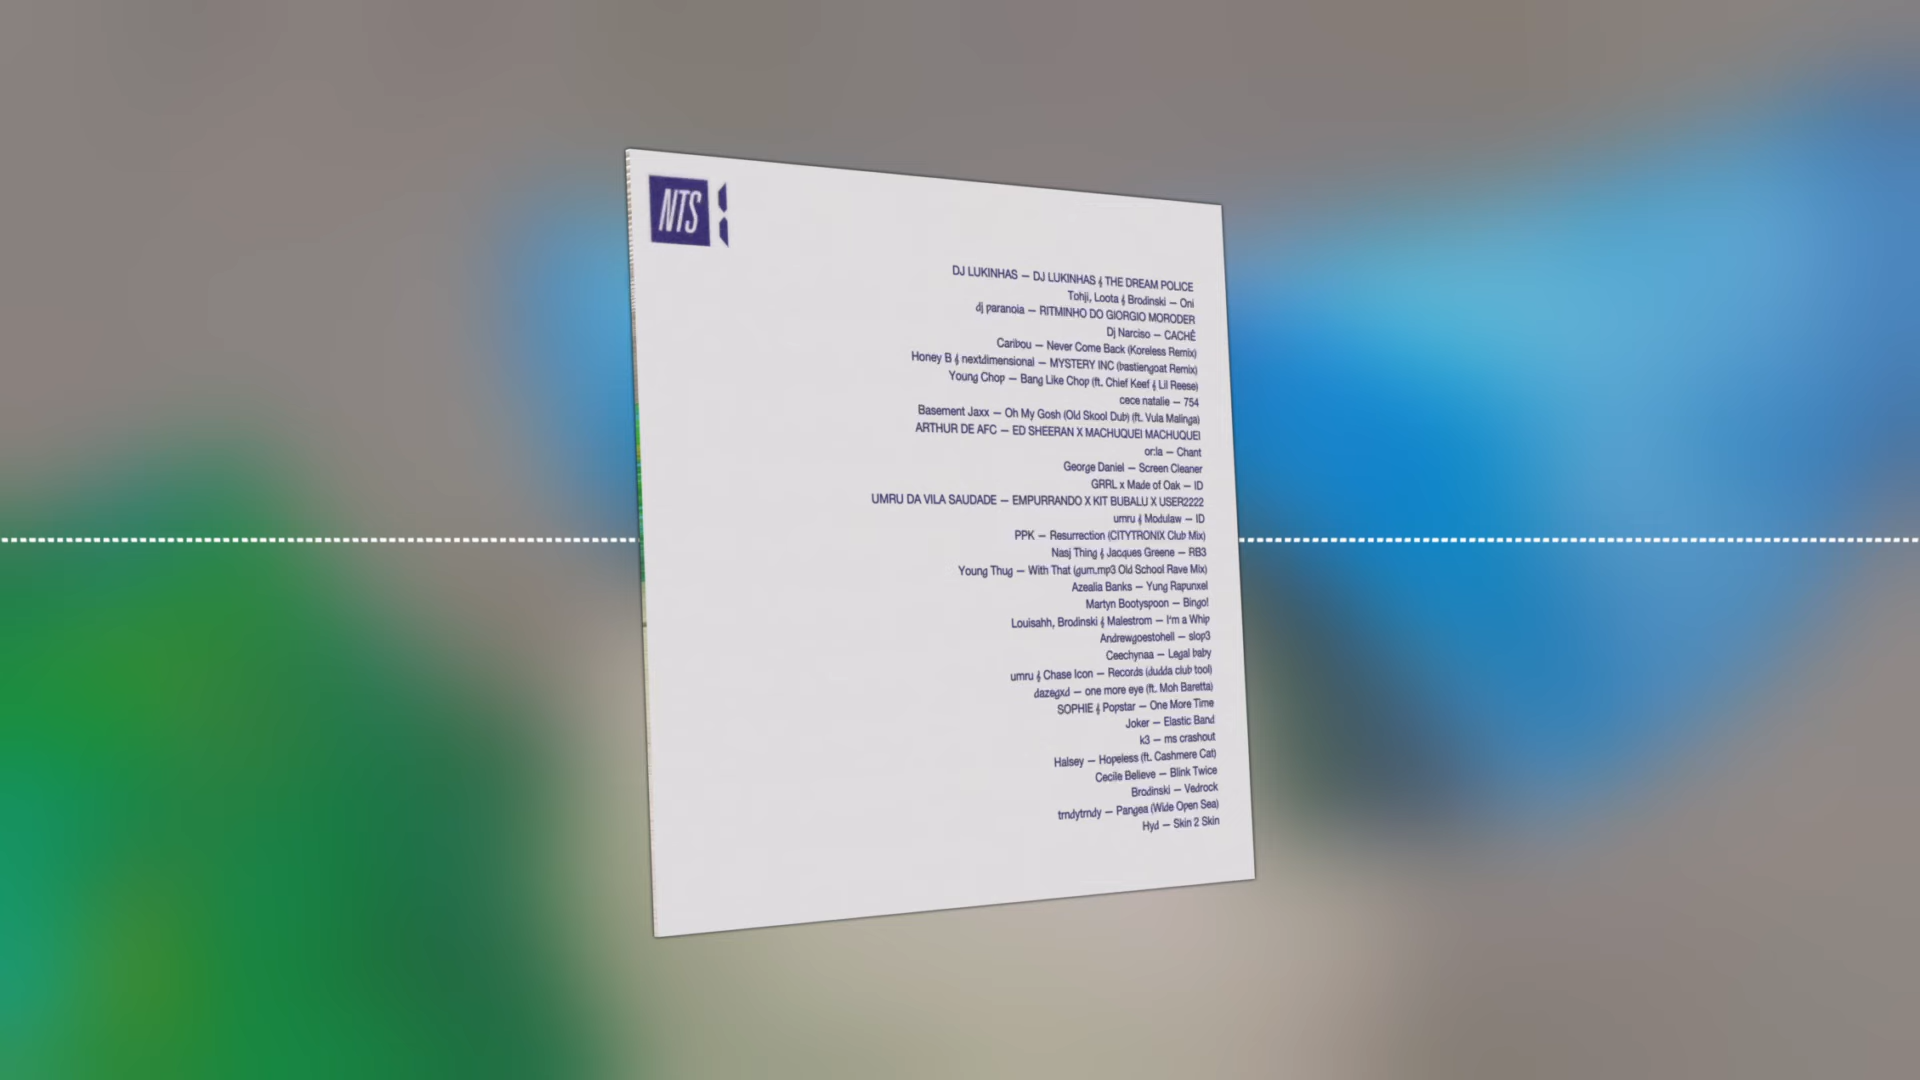 NTS
DJ LUKINHAS — DJ LUKINHAS & THE DREAM POLICE
Tohji, Loota & Brodinski — Oni
dj paranoia — RITMINHO DO GIORGIO MORODER
Dj Narciso — CACHÊ
Caribou — Never Come Back (Koreless Remix)
Honey B & nextdimensional — MYSTERY INC (bastiengoat Remix)
Young Chop — Bang Like Chop (ft. Chief Keef & Lil Reese)
cece natalie — 754
Basement Jaxx — Oh My Gosh (Old Skool Dub) (ft. Vula Malinga)
ARTHUR DE AFC — ED SHEERAN X MACHUQUEI MACHUQUEI
or:la — Chant
George Daniel — Screen Cleaner
GRRL x Made of Oak — ID
UMRU DA VILA SAUDADE — EMPURRANDO X KIT BUBALU X USER2222
umru & Modulaw — ID
PPK — Resurrection (CITYTRONIX Club Mix)
Nasj Thing & Jacques Greene — RB3
Young Thug — With That (gum.mp3 Old School Rave Mix)
Azealia Banks — Yung Rapunxel
Martyn Bootyspoon — Bingo!
Louisahh, Brodinski & Malestrom — I'm a Whip
Andrewgoestohell — slop3
Ceechynaa — Legal baby
umru & Chase Icon — Records (dudda club tool)
dazegxd — one more eye (ft. Moh Baretta)
SOPHIE & Popstar — One More Time
Joker — Elastic Band
k3 — ms crashout
Halsey — Hopeless (ft. Cashmere Cat)
Cecile Believe — Blink Twice
Brodinski — Vedrock
trndytrndy — Pangea (Wide Open Sea)
Hyd — Skin 2 Skin